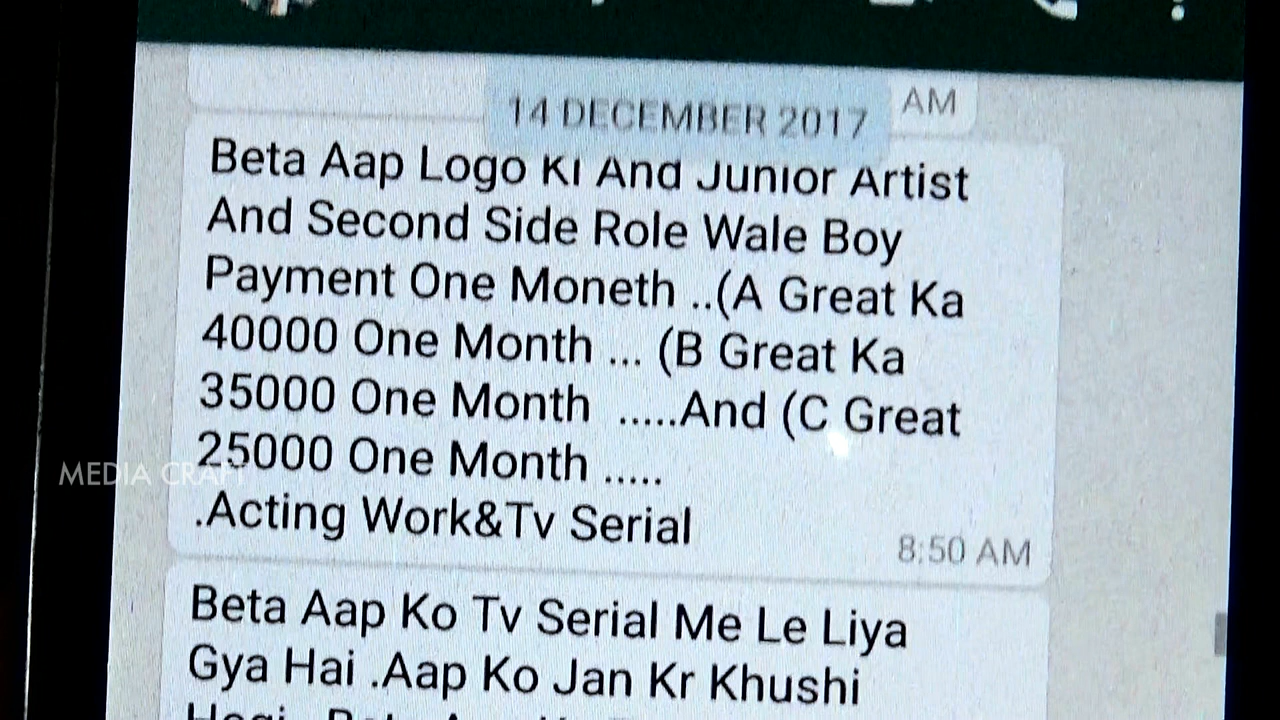 AM
14 DECEMBER 2017
Beta Aap Logo KI And Junior Artist
And Second Side Role Wale Boy
Payment One Moneth ..(A Great Ka
40000 One Month ... (B Great Ka
35000 One Month .....And (C Great
25000 One Month .....
.Acting Work&Tv Serial
8:50 AM
MEDIA CRAFT
Beta Aap Ko Tv Serial Me Le Liya
Gya Hai .Aap Ko Jan Kr Khushi